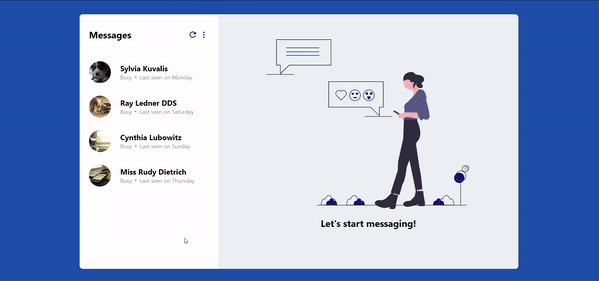 Messages
Sylvia Kuvalis
Busy • Last seen on Monday
Ray Ledner DDS
Busy • Last seen on Saturday
Cynthia Lubowitz
Busy • Last seen on Sunday
Miss Rudy Dietrich
Busy • Last seen on Thursday
Let's start messaging!